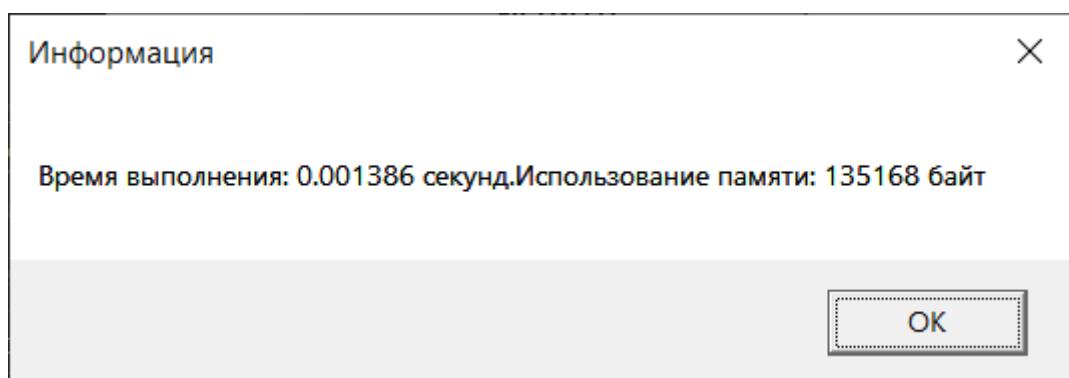 Информация
Время выполнения: 0.001386 секунд.Использование памяти: 135168 байт
OK